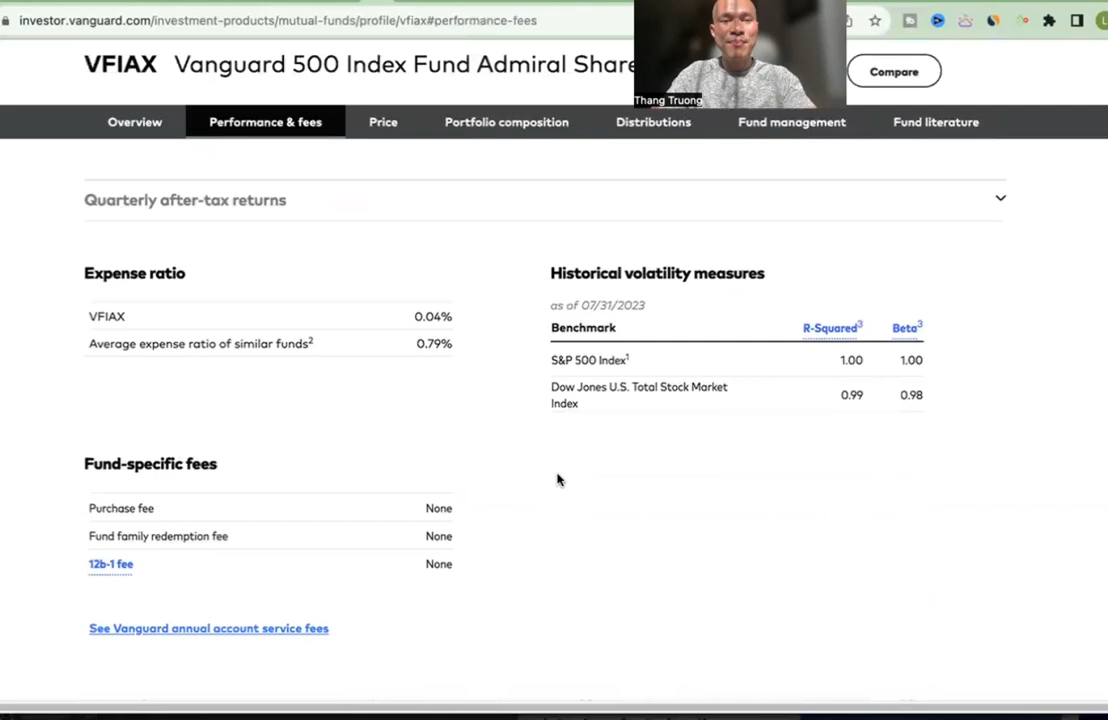 investor.vanguard.com/investment-products/mutual-funds/profile/vfiax#performance-fees
VFIAX Vanguard 500 Index Fund Admiral Share
Compare
Thang Truong
Overview Performance & fees Price Portfolio composition Distributions Fund management Fund literature
Quarterly after-tax returns
Expense ratio
VFIAX 0.04%
Average expense ratio of similar funds2 0.79%
Historical volatility measures
as of 07/31/2023
Benchmark R-Squared3 Beta3
S&P 500 Index1 1.00 1.00
Dow Jones U.S. Total Stock Market
Index 0.99 0.98
Fund-specific fees
Purchase fee None
Fund family redemption fee None
12b-1 fee None
See Vanguard annual account service fees